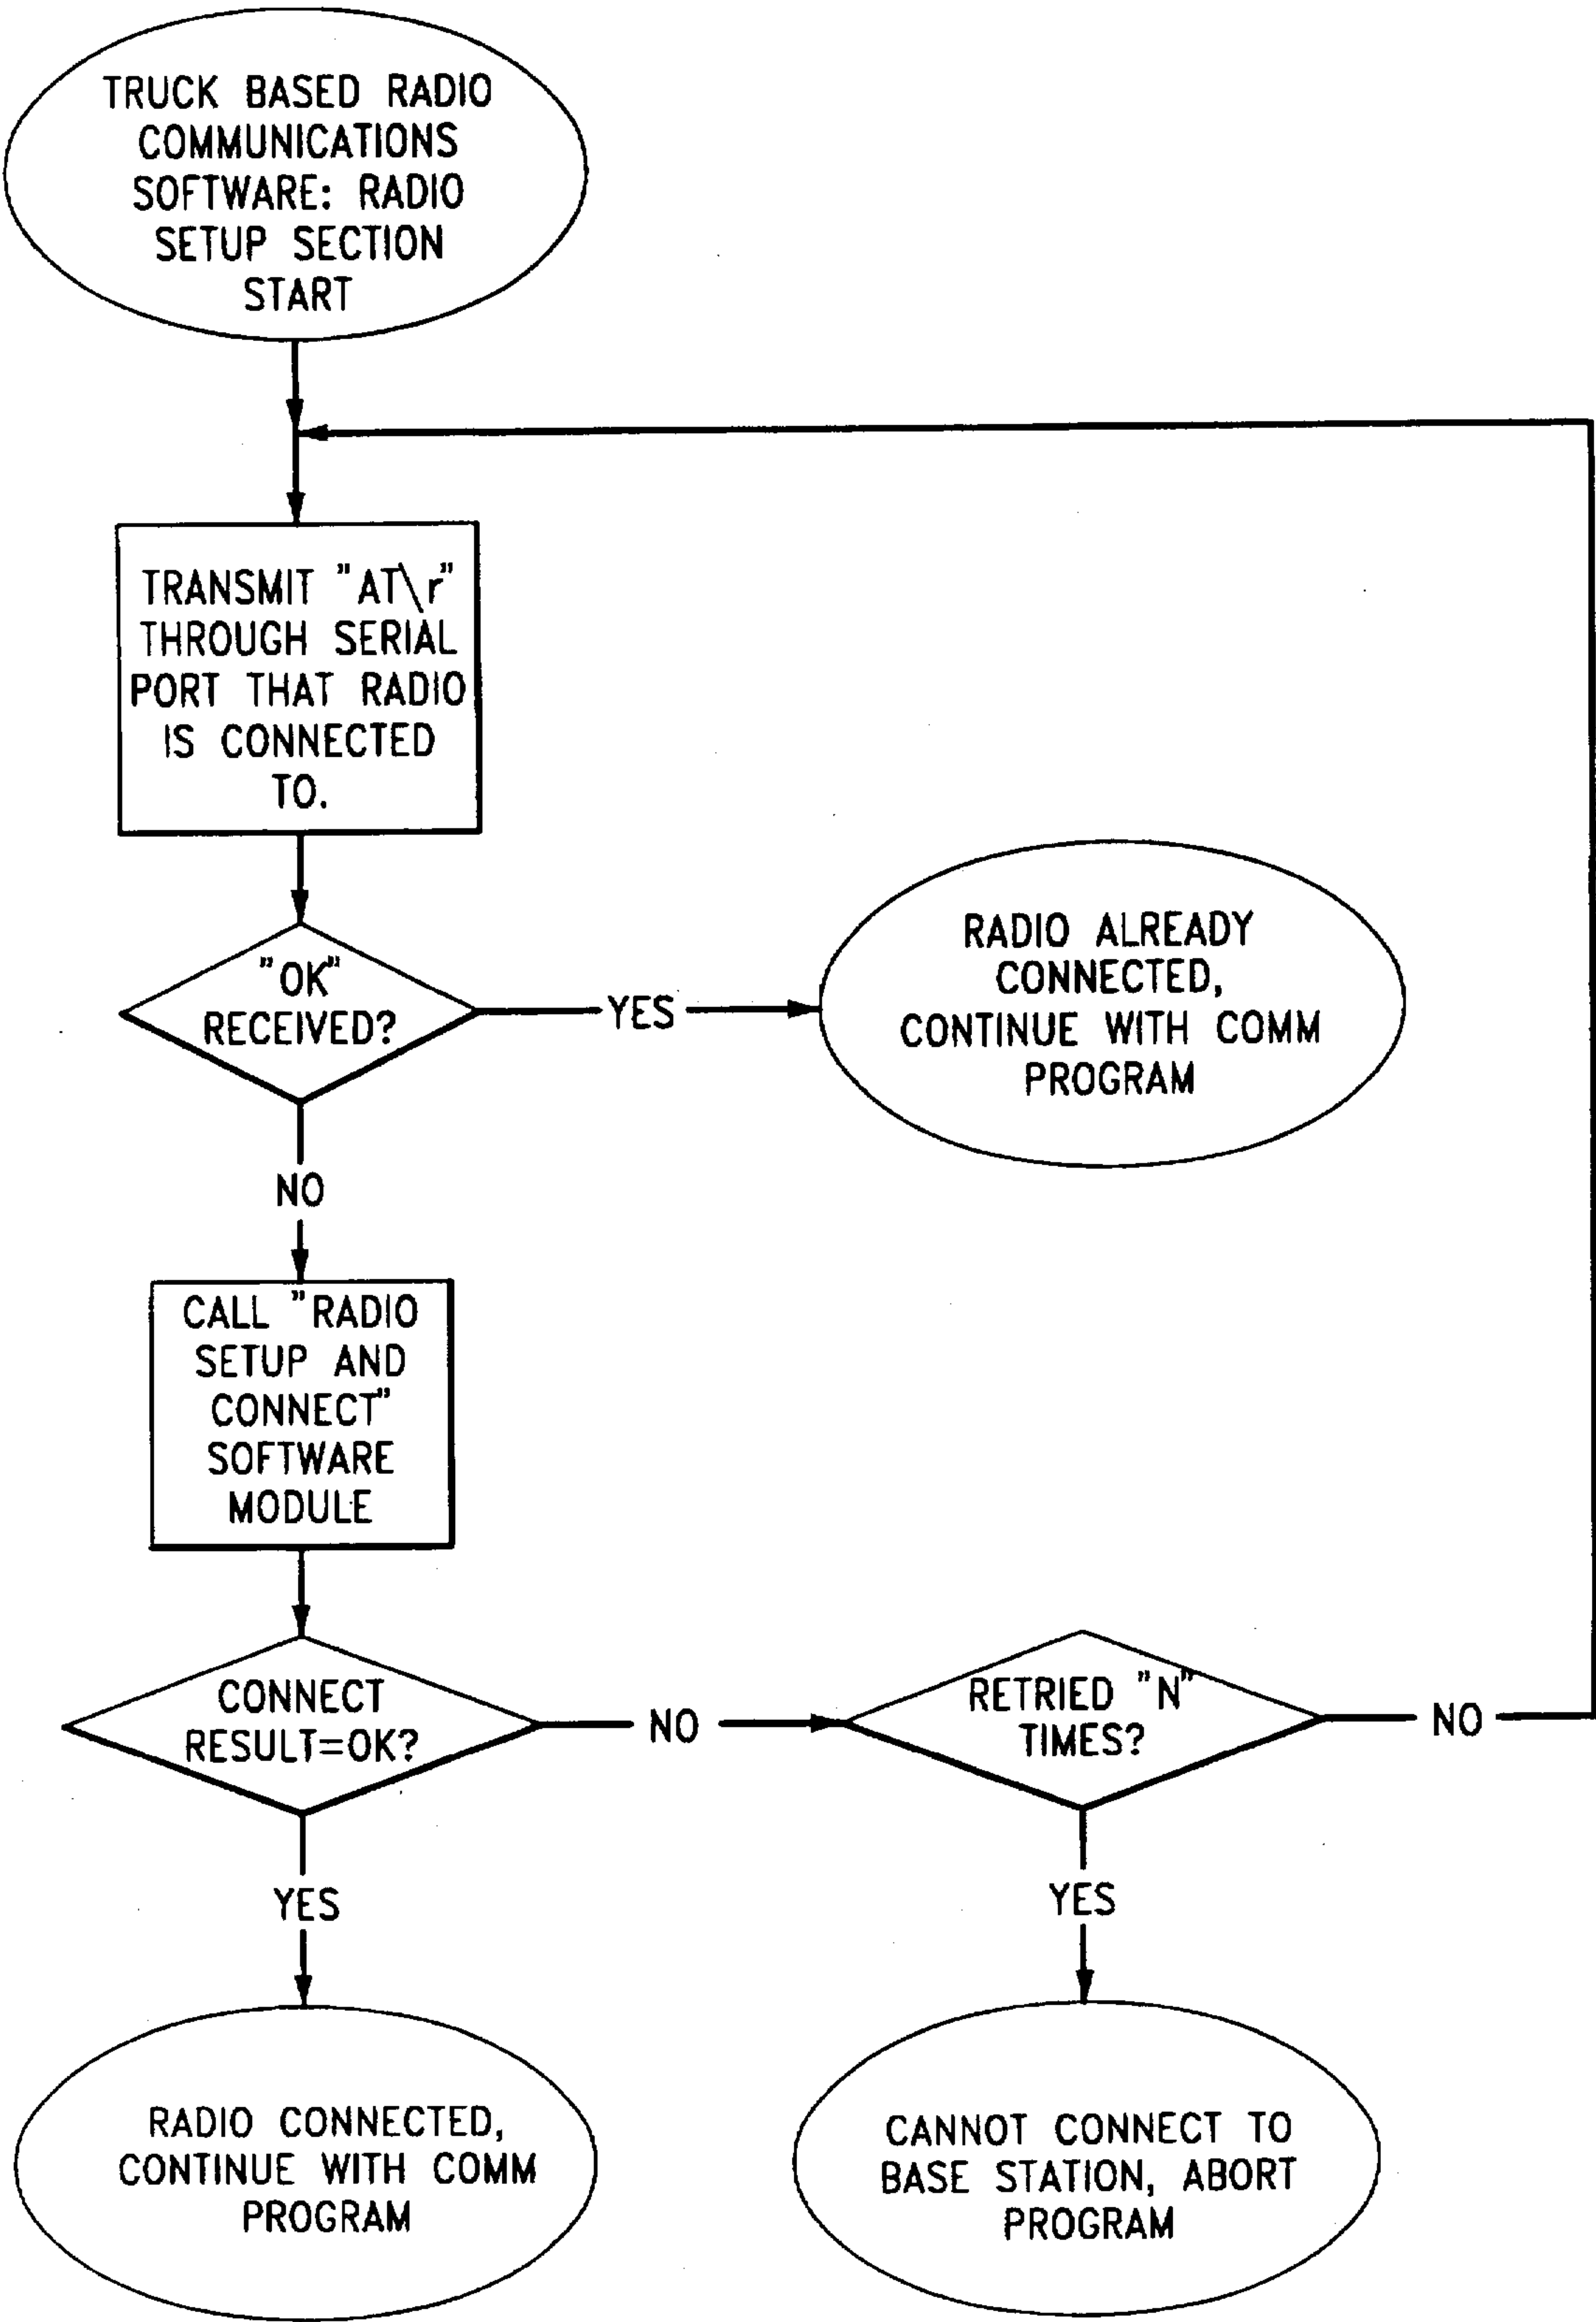 TRUCK BASED RADIO
COMMUNICATIONS
SOFTWARE: RADIO
SETUP SECTION
START
TRANSMIT "AT\r"
THROUGH SERIAL
PORT THAT RADIO
IS CONNECTED
TO.
"OK"
RECEIVED?
YES
RADIO ALREADY
CONNECTED,
CONTINUE WITH COMM
PROGRAM
NO
CALL "RADIO
SETUP AND
CONNECT"
SOFTWARE
MODULE
CONNECT
RESULT=OK?
NO
RETRIED "N"
TIMES?
NO
YES
YES
RADIO CONNECTED,
CONTINUE WITH COMM
PROGRAM
CANNOT CONNECT TO
BASE STATION, ABORT
PROGRAM